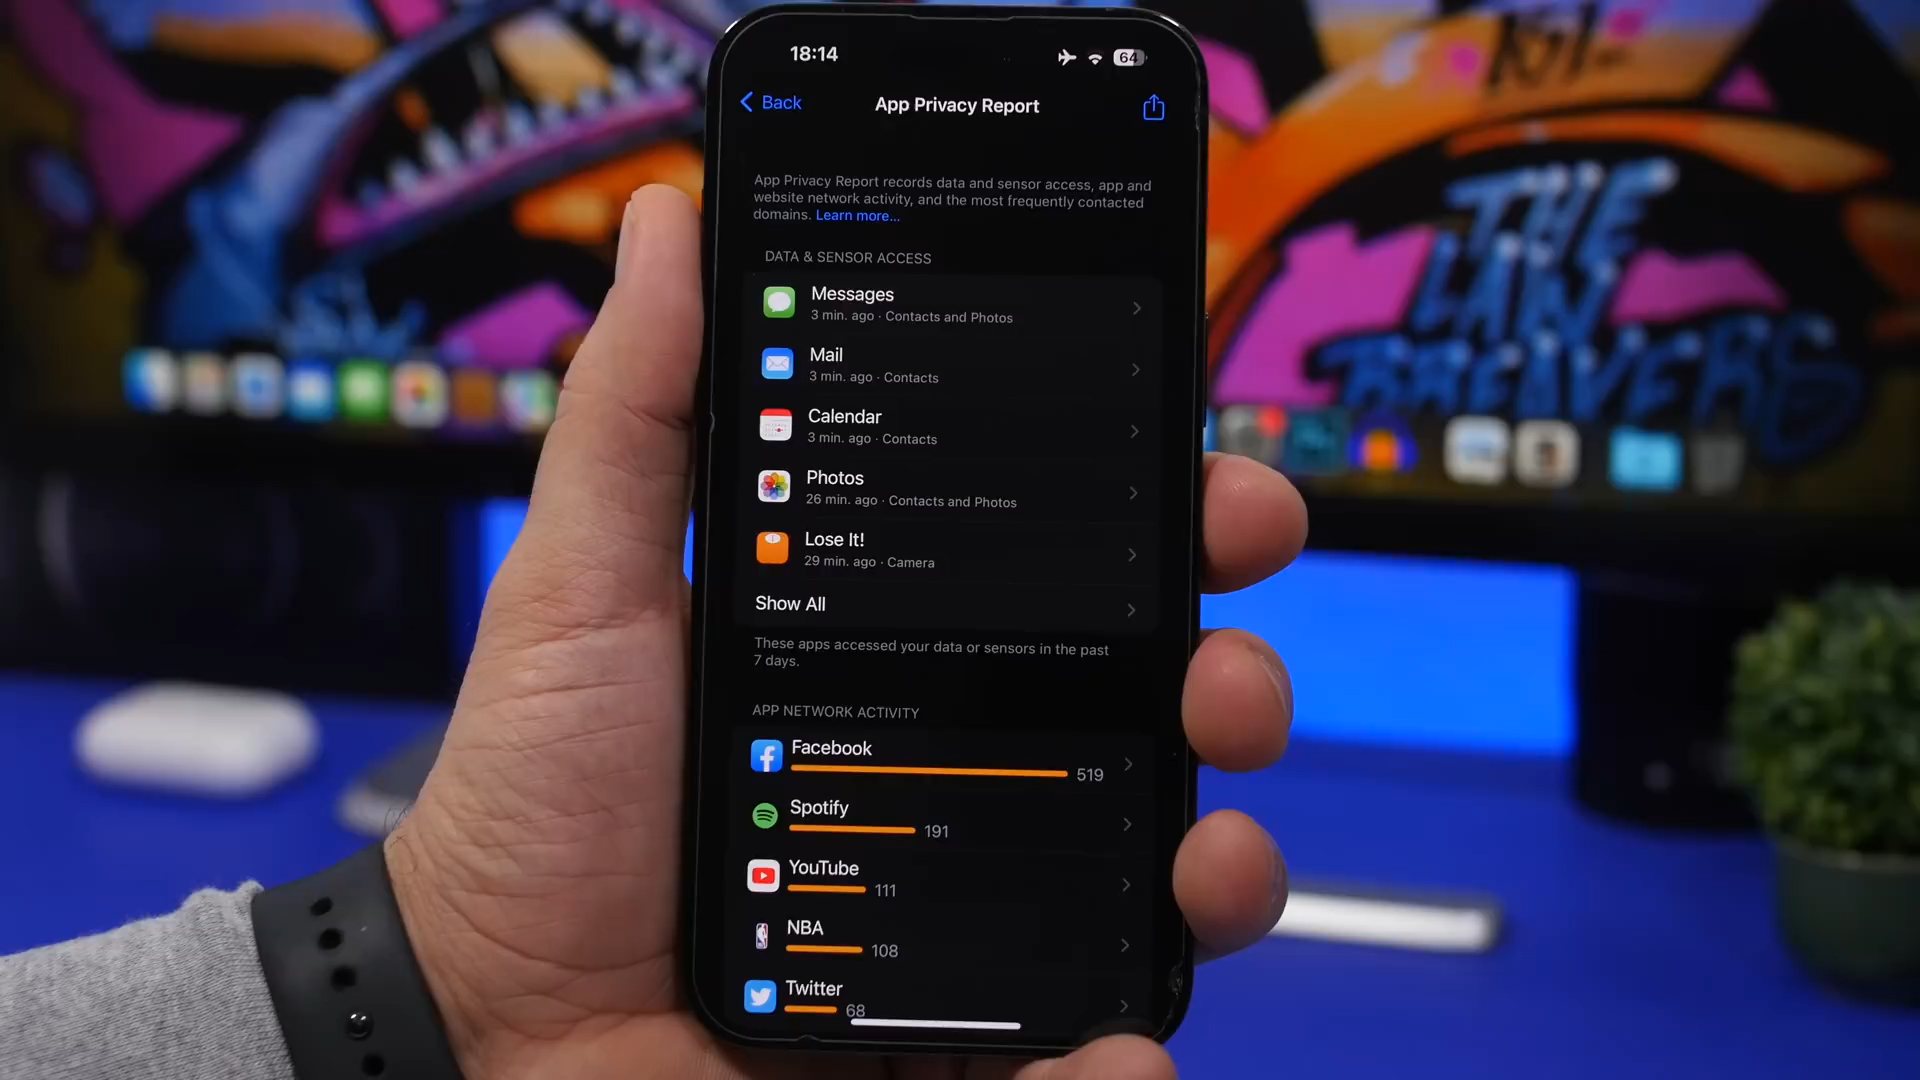 18:14
64
Back
App Privacy Report
App Privacy Report records data and sensor access, app and
website network activity, and the most frequently contacted
domains. Learn more...
DATA & SENSOR ACCESS
Messages
3 min. ago · Contacts and Photos
Mail
3 min. ago · Contacts
Calendar
3 min. ago · Contacts
Photos
26 min. ago · Contacts and Photos
Lose It!
29 min. ago · Camera
Show All
These apps accessed your data or sensors in the past
7 days.
APP NETWORK ACTIVITY
Facebook
519
Spotify
191
YouTube
111
NBA
108
Twitter
68
THE
LAW
BREAKERS